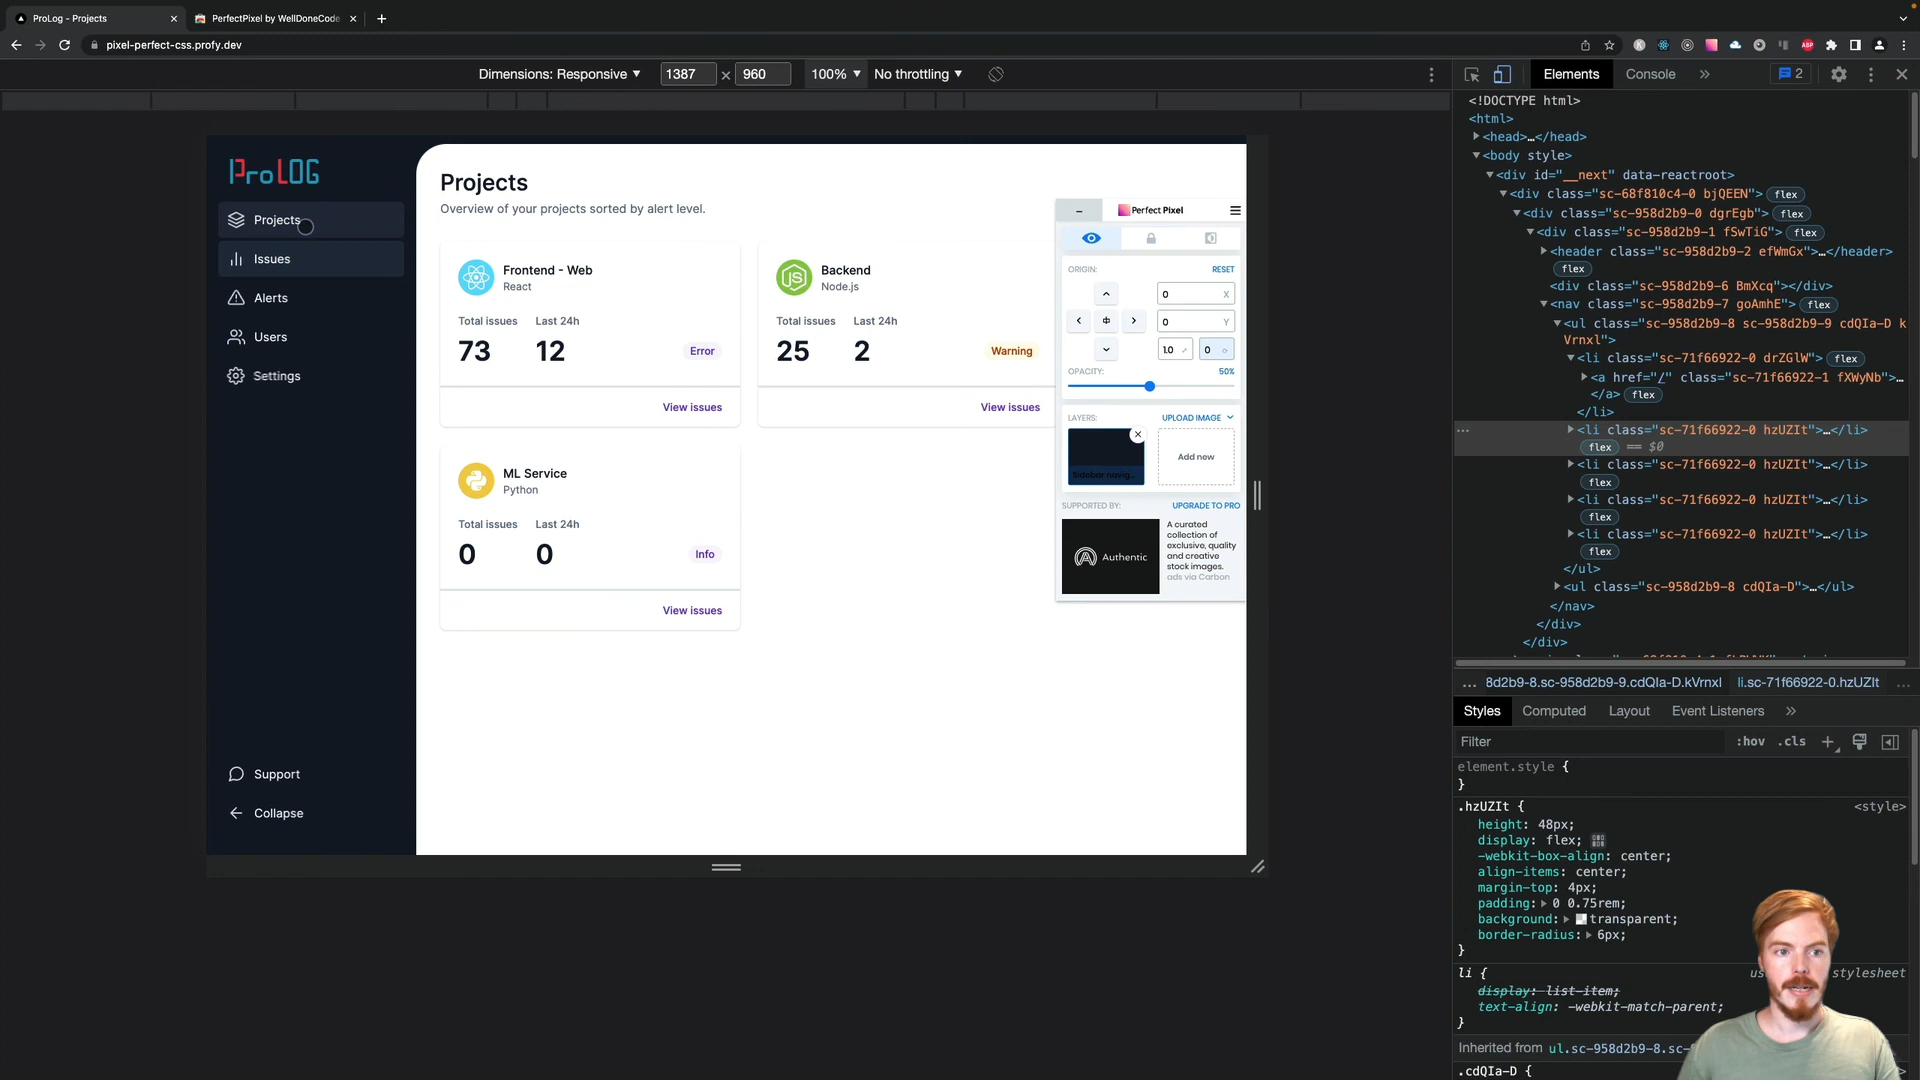 ProLog - Projects
PerfectPixel by WellDoneCode
pixel-perfect-css.profy.dev
ABP
Dimensions: Responsive 1387 × 960 100% No throttling
Elements Console 2
ProLOG
Projects
Issues
Alerts
Users
Settings
Support
Collapse
Projects
Overview of your projects sorted by alert level.
Frontend - Web
React
Total issues Last 24h
73 12 Error
View issues
Backend
Node.js
Total issues Last 24h
25 2 Warning
View issues
ML Service
Python
Total issues Last 24h
0 0 Info
View issues
Perfect Pixel
ORIGIN: RESET
0 X
0 Y
1.0 0
OPACITY: 50%
LAYERS: UPLOAD IMAGE
Sidebar navig
Add new
SUPPORTED BY: UPGRADE TO PRO
Authentic
A curated
collection of
exclusive, quality
and creative
stock images.
ads via Carbon
<!DOCTYPE html>
<html>
<head>…</head>
<body style>
<div id="__next" data-reactroot>
<div class="sc-68f810c4-0 bjQEEN"> flex
<div class="sc-958d2b9-0 dgrEgb"> flex
<div class="sc-958d2b9-1 fSwTiG"> flex
<header class="sc-958d2b9-2 efWmGx">…</header>
flex
<div class="sc-958d2b9-6 BmXcq"></div>
<nav class="sc-958d2b9-7 goAmhE"> flex
<ul class="sc-958d2b9-8 sc-958d2b9-9 cdQIa-D k
Vrnxl">
<li class="sc-71f66922-0 drZGlW"> flex
<a href="/" class="sc-71f66922-1 fXWyNb">…
</a> flex
</li>
<li class="sc-71f66922-0 hzUZIt">…</li>
flex == $0
<li class="sc-71f66922-0 hzUZIt">…</li>
flex
<li class="sc-71f66922-0 hzUZIt">…</li>
flex
<li class="sc-71f66922-0 hzUZIt">…</li>
flex
</ul>
<ul class="sc-958d2b9-8 cdQIa-D">…</ul>
</nav>
</div>
</div>
… 8d2b9-8.sc-958d2b9-9.cdQIa-D.kVrnxl li.sc-71f66922-0.hzUZIt …
Styles Computed Layout Event Listeners
Filter :hov .cls
element.style {
}
.hzUZIt { <style>
height: 48px;
display: flex;
-webkit-box-align: center;
align-items: center;
margin-top: 4px;
padding: 0 0.75rem;
background: transparent;
border-radius: 6px;
}
li { us stylesheet
display: list-item;
text-align: -webkit-match-parent;
}
Inherited from ul.sc-958d2b9-8.sc-
.cdQIa-D {